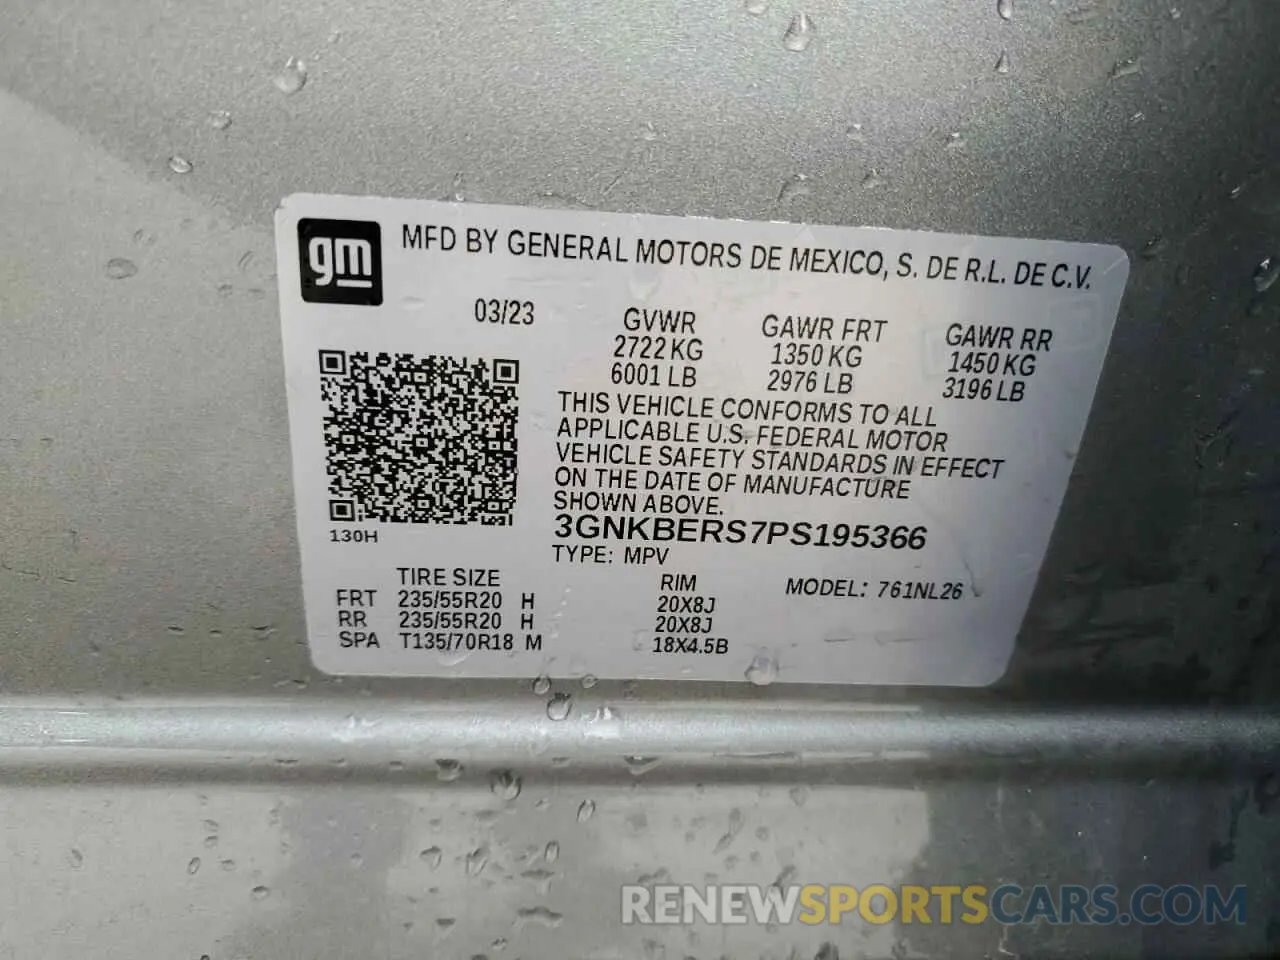 gm
MFD BY GENERAL MOTORS DE MEXICO, S. DE R.L. DE C.V.
03/23
GVWR GAWR FRT GAWR RR
2722 KG 1350 KG 1450 KG
6001 LB 2976 LB 3196 LB
THIS VEHICLE CONFORMS TO ALL
APPLICABLE U.S. FEDERAL MOTOR
VEHICLE SAFETY STANDARDS IN EFFECT
ON THE DATE OF MANUFACTURE
SHOWN ABOVE.
3GNKBERS7PS195366
130H
TYPE: MPV
TIRE SIZE RIM MODEL: 761NL26
FRT 235/55R20 H 20X8J
RR 235/55R20 H 20X8J
SPA T135/70R18 M 18X4.5B
RENEWSPORTSCARS.COM